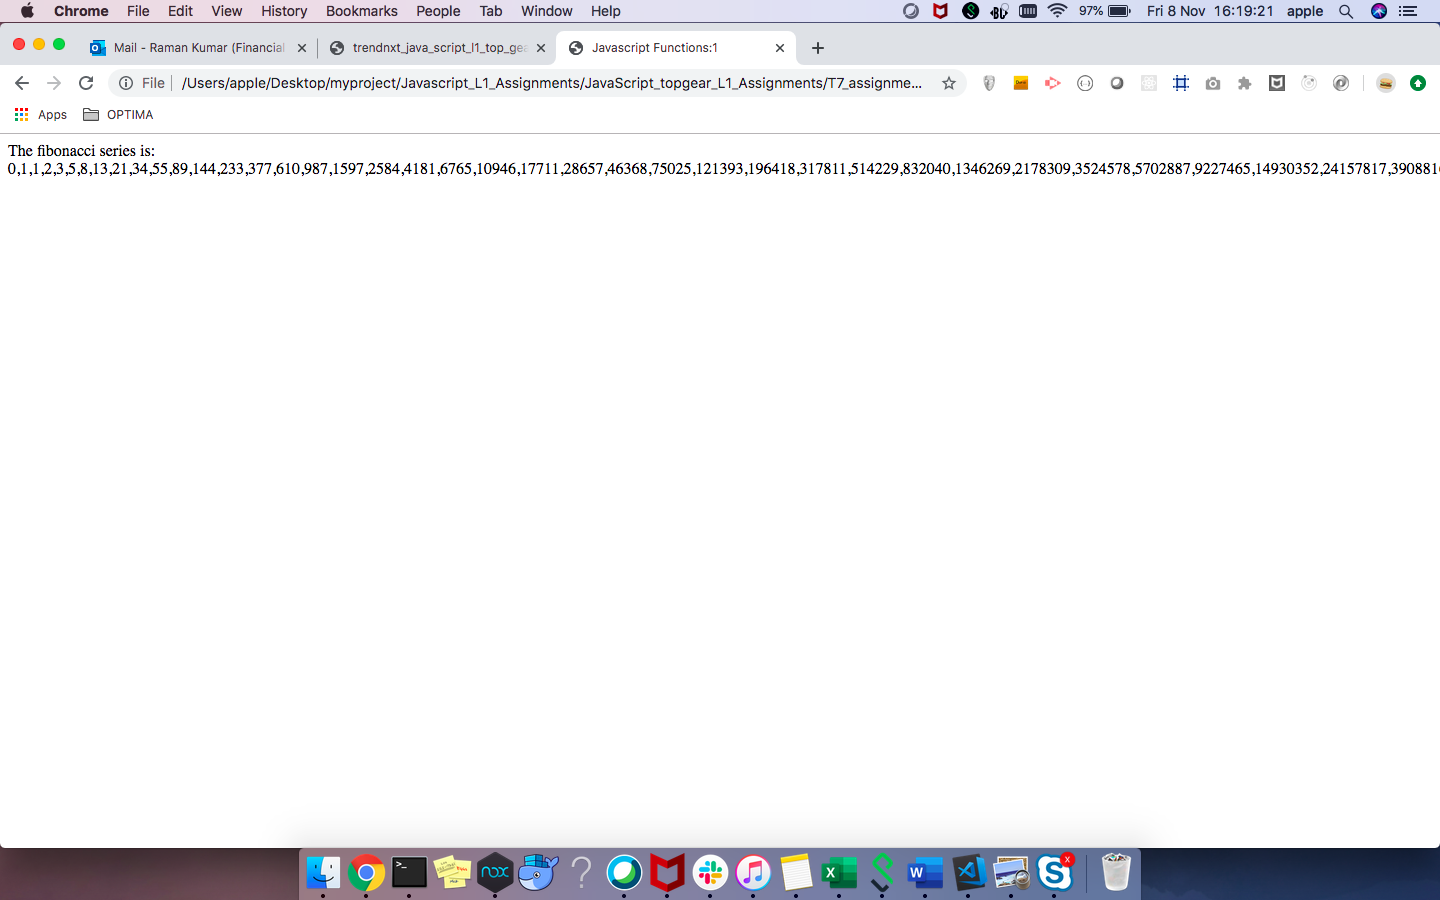 Chrome File Edit View History Bookmarks People Tab Window Help 97% Fri 8 Nov 16:19:21 apple
Mail - Raman Kumar (Financial trendnxt_java_script_l1_top_gea Javascript Functions:1
File /Users/apple/Desktop/myproject/Javascript_L1_Assignments/JavaScript_topgear_L1_Assignments/T7_assignme...
Apps OPTIMA
The fibonacci series is:
0,1,1,2,3,5,8,13,21,34,55,89,144,233,377,610,987,1597,2584,4181,6765,10946,17711,28657,46368,75025,121393,196418,317811,514229,832040,1346269,2178309,3524578,5702887,9227465,14930352,24157817,3908816